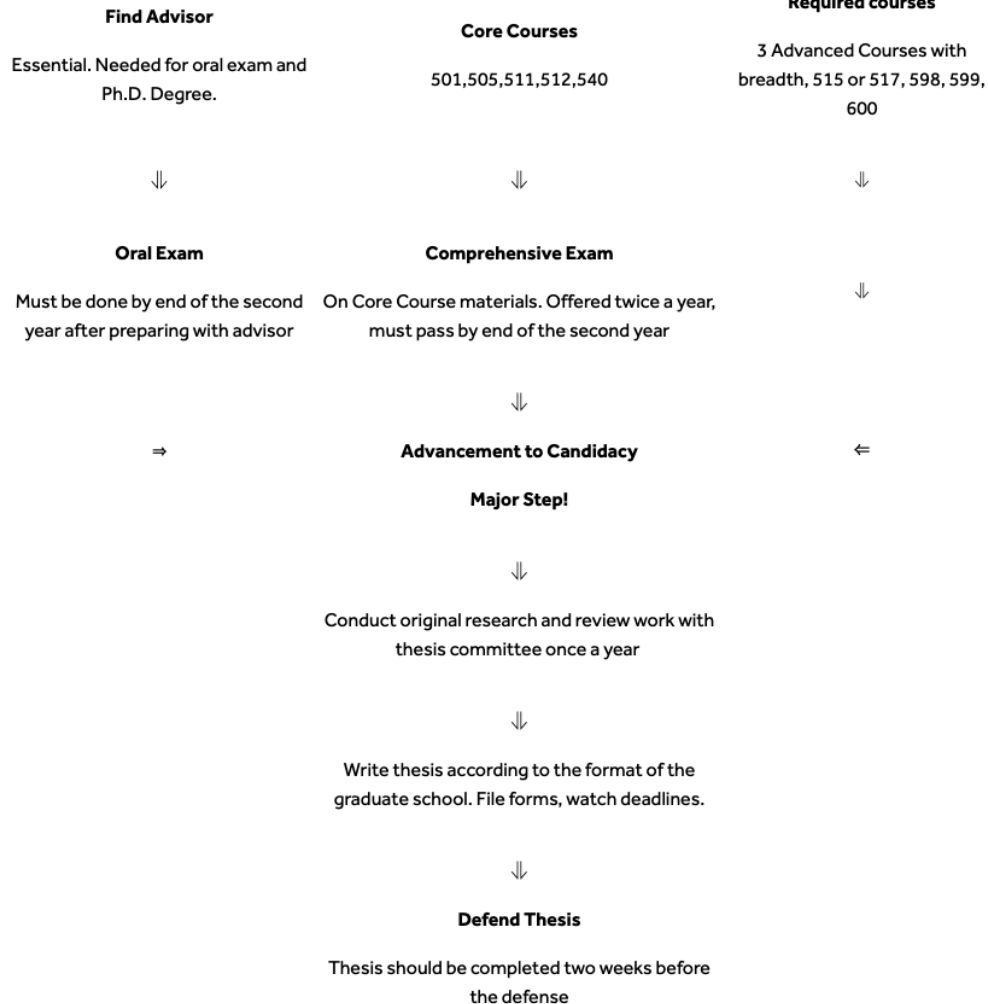 Find Advisor
Essential. Needed for oral exam and
Ph.D. Degree.
Core Courses
501,505,511,512,540
Required courses
3 Advanced Courses with
breadth, 515 or 517, 598, 599,
600
⇓
⇓
⇓
Oral Exam
Must be done by end of the second
year after preparing with advisor
Comprehensive Exam
On Core Course materials. Offered twice a year,
must pass by end of the second year
⇓
⇓
⇒
Advancement to Candidacy
Major Step!
⇐
⇓
Conduct original research and review work with
thesis committee once a year
⇓
Write thesis according to the format of the
graduate school. File forms, watch deadlines.
⇓
Defend Thesis
Thesis should be completed two weeks before
the defense